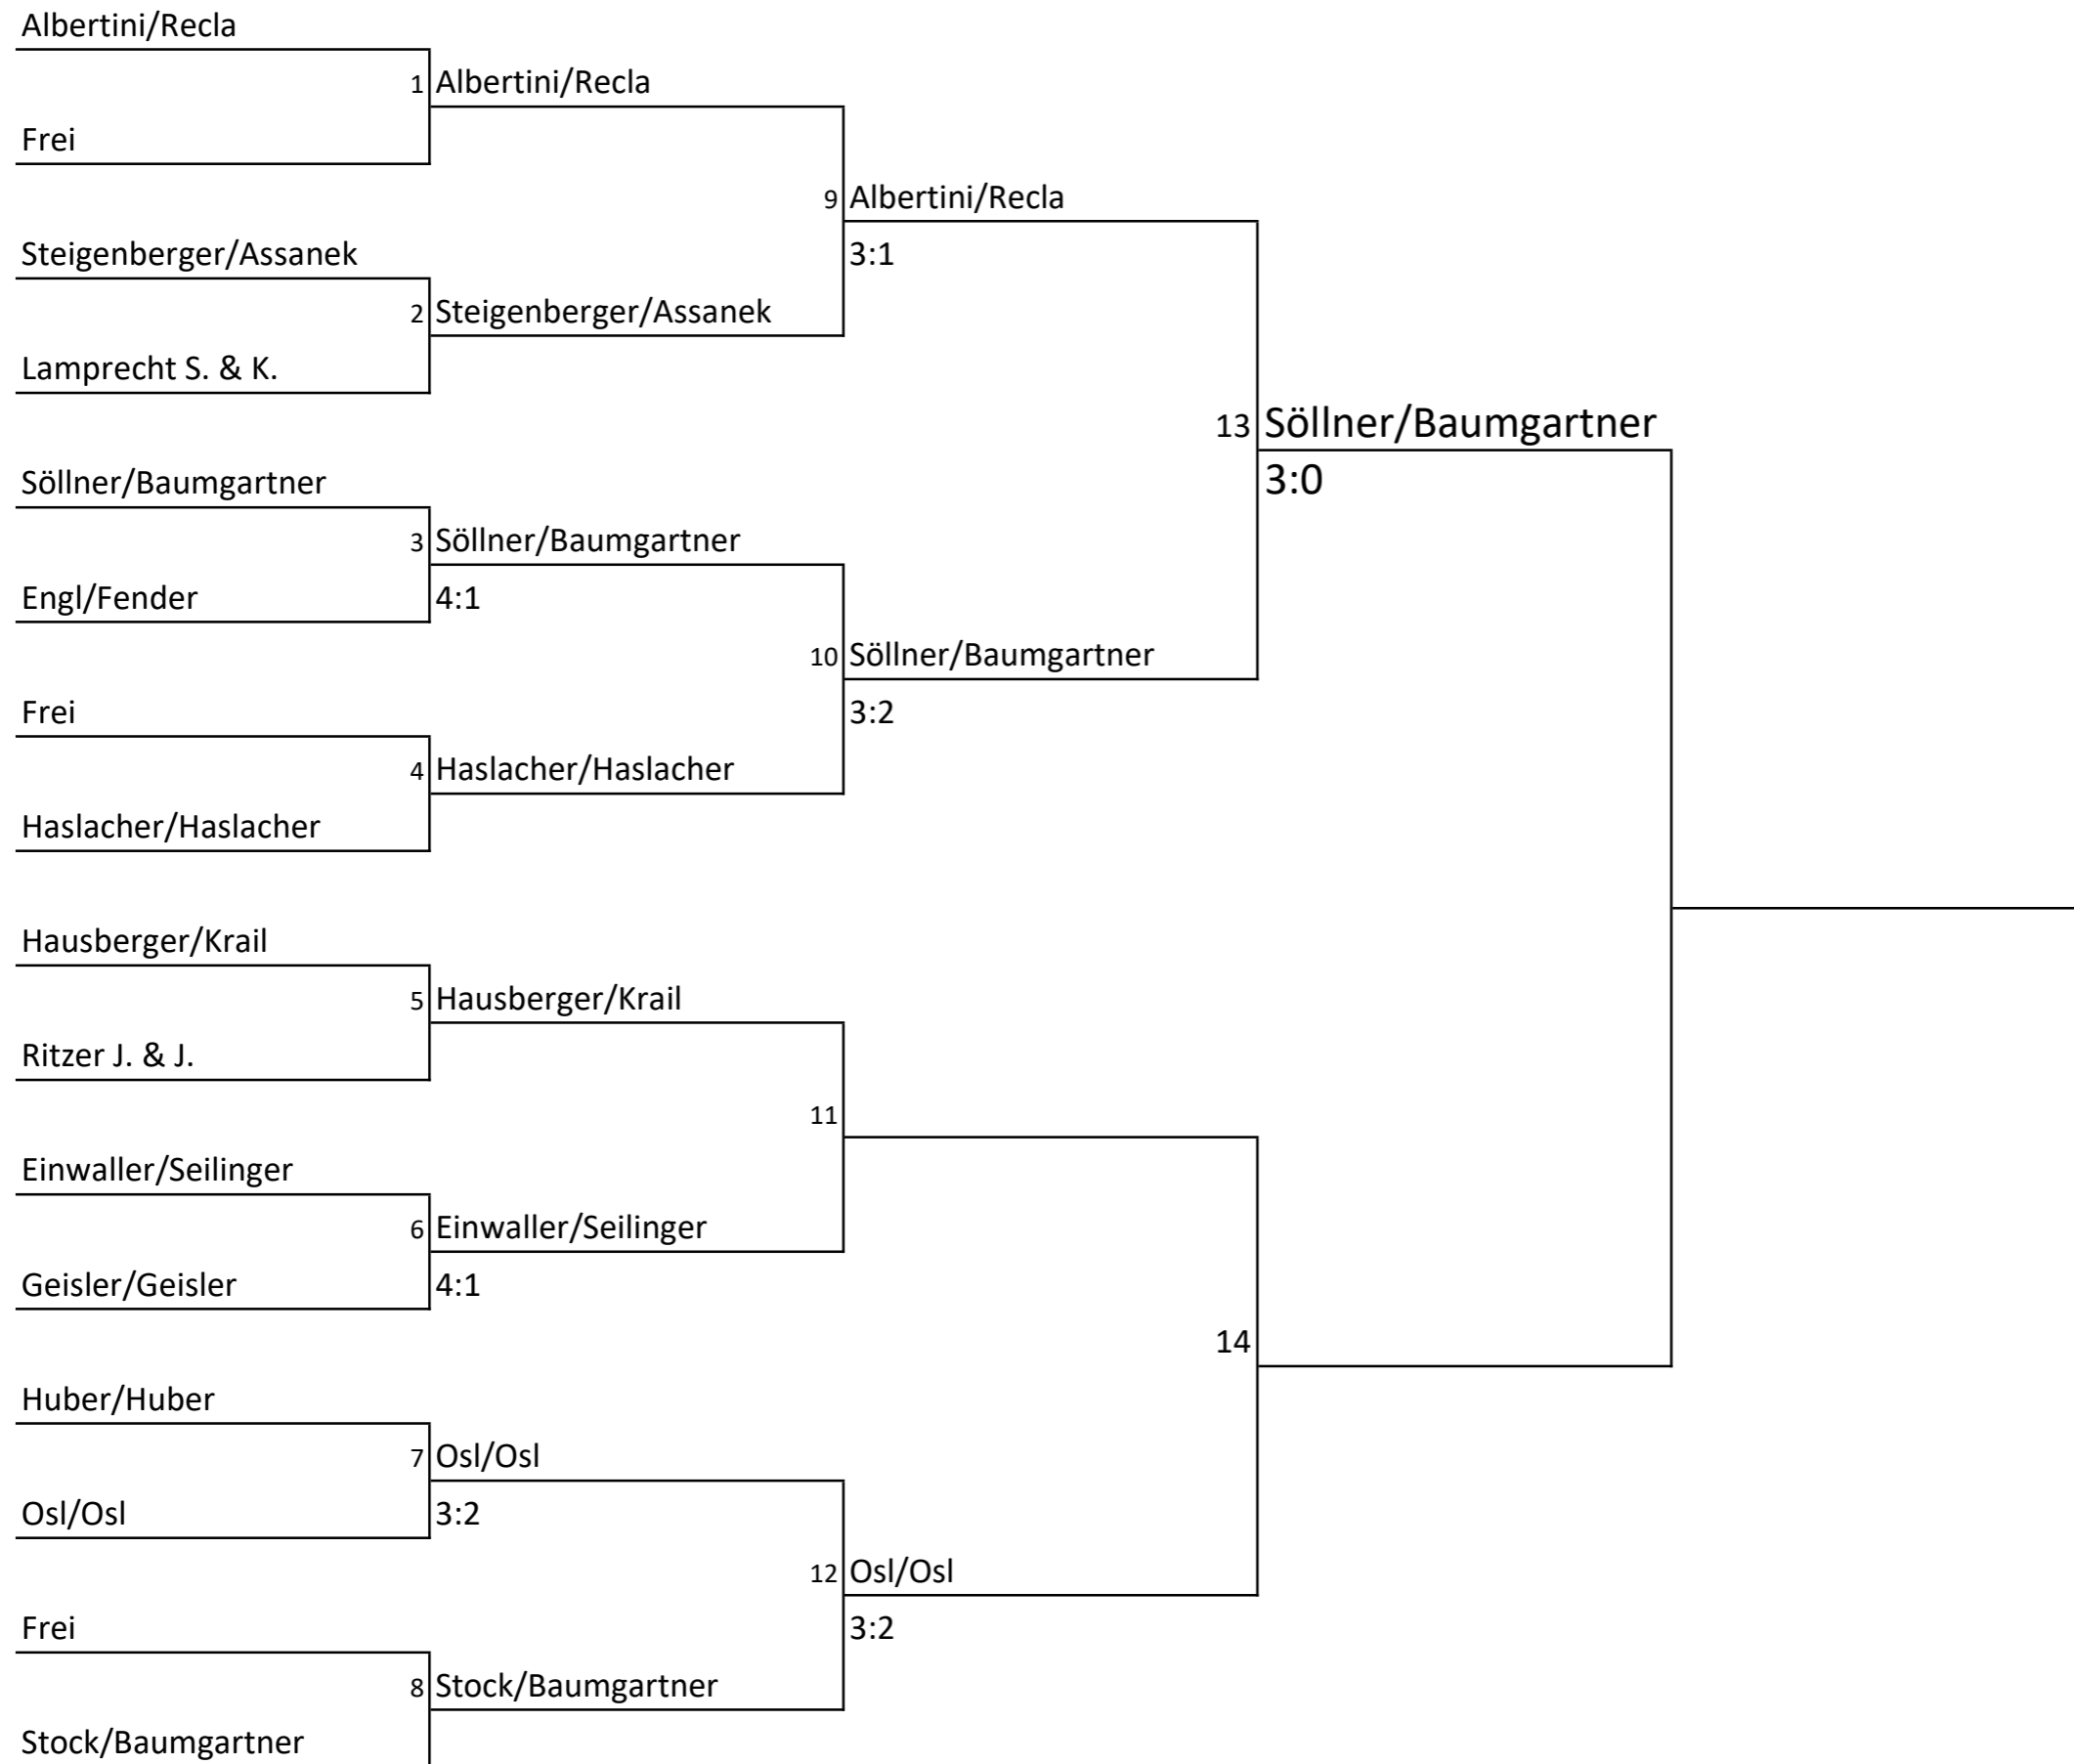 Albertini/Recla
1 Albertini/Recla
Frei
9 Albertini/Recla
Steigenberger/Assanek
3:1
2 Steigenberger/Assanek
Lamprecht S. & K.
13 Söllner/Baumgartner
Söllner/Baumgartner
3:0
3 Söllner/Baumgartner
Engl/Fender
4:1
10 Söllner/Baumgartner
Frei
3:2
4 Haslacher/Haslacher
Haslacher/Haslacher
Hausberger/Krail
5 Hausberger/Krail
Ritzer J. & J.
11
Einwaller/Seilinger
6 Einwaller/Seilinger
Geisler/Geisler
4:1
14
Huber/Huber
7 Osl/Osl
Osl/Osl
3:2
12 Osl/Osl
Frei
3:2
8 Stock/Baumgartner
Stock/Baumgartner